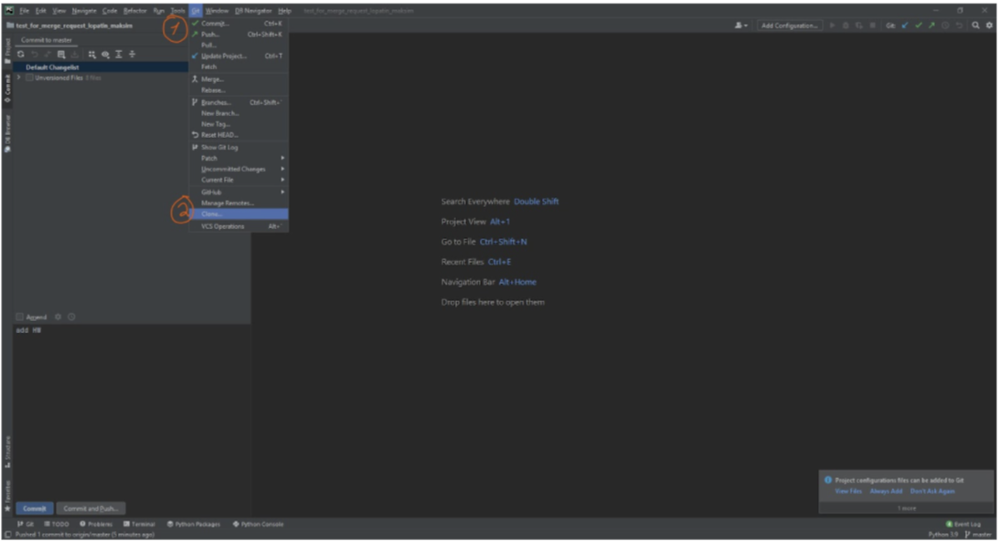 File Edit View Navigate Code Refactor Run Tools Git Window DB Navigator Help test_for_merge_request_lopatin_maksim
test_for_merge_request_lopatin_maksim
Add Configuration... Git:
1
Commit to master
Default Changelist
Unversioned Files 3 files
Project
Commit
DB Browser
Commit... Ctrl+K
Push... Ctrl+Shift+K
Pull...
Update Project... Ctrl+T
Fetch
Merge...
Rebase...
Branches... Ctrl+Shift+`
New Branch...
New Tag...
Reset HEAD...
Show Git Log
Patch
Uncommitted Changes
Current File
GitHub
Manage Remotes...
2
Clone...
VCS Operations Alt+`
Search Everywhere Double Shift
Project View Alt+1
Go to File Ctrl+Shift+N
Recent Files Ctrl+E
Navigation Bar Alt+Home
Drop files here to open them
Amend
add HW
Structure
Favorites
Commit Commit and Push...
Project configurations files can be added to Git
View Files Always Add Don't Ask Again
1 more
Git TODO Problems Terminal Python Packages Python Console Event Log
Pushed 1 commit to origin/master (5 minutes ago) Python 3.9 master